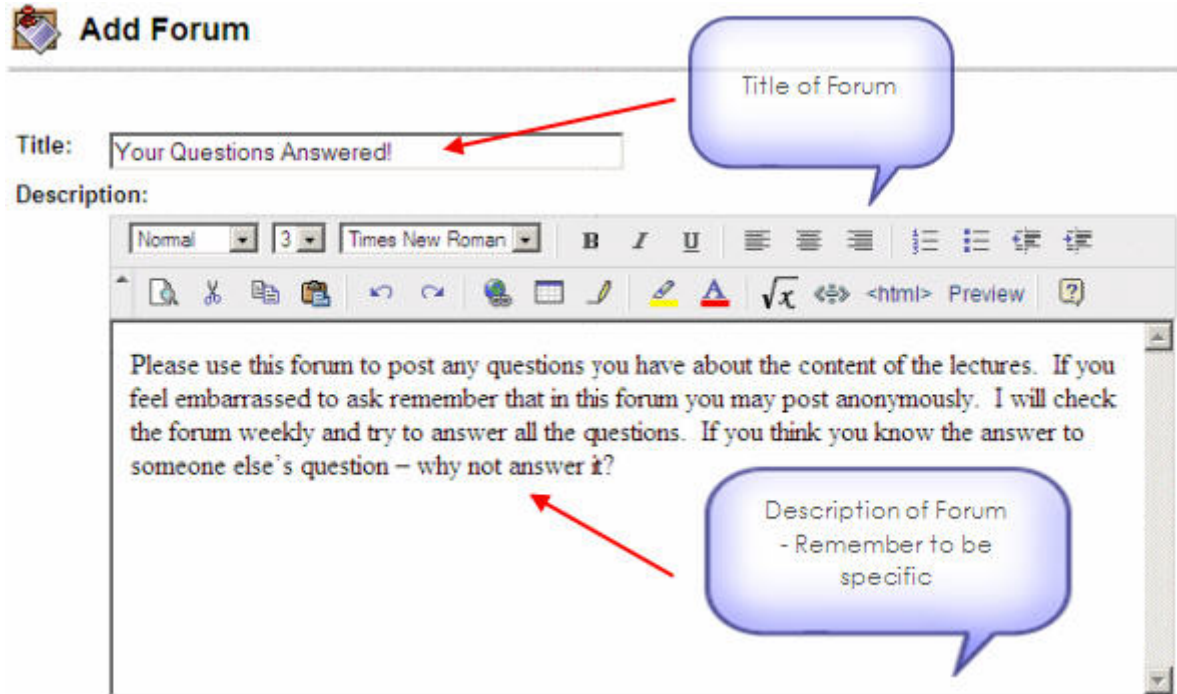 Add Forum
Title of Forum
Title:
Your Questions Answered!
Description:
Normal 3 Times New Roman B I U
√x <html> Preview ?
Please use this forum to post any questions you have about the content of the lectures. If you
feel embarrassed to ask remember that in this forum you may post anonymously. I will check
the forum weekly and try to answer all the questions. If you think you know the answer to
someone else's question – why not answer it?
Description of Forum
- Remember to be
specific